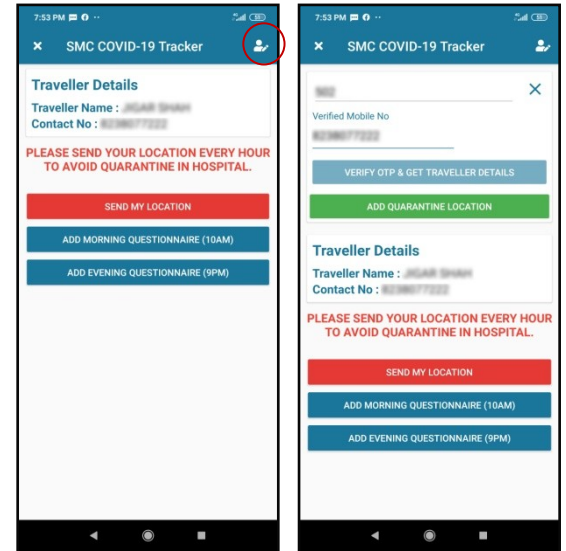 7:53 PM
SMC COVID-19 Tracker
Traveller Details
Traveller Name :
Contact No :
PLEASE SEND YOUR LOCATION EVERY HOUR
TO AVOID QUARANTINE IN HOSPITAL.
SEND MY LOCATION
ADD MORNING QUESTIONNAIRE (10AM)
ADD EVENING QUESTIONNAIRE (9PM)
7:53 PM
SMC COVID-19 Tracker
Verified Mobile No
VERIFY OTP & GET TRAVELLER DETAILS
ADD QUARANTINE LOCATION
Traveller Details
Traveller Name :
Contact No :
PLEASE SEND YOUR LOCATION EVERY HOUR
TO AVOID QUARANTINE IN HOSPITAL.
SEND MY LOCATION
ADD MORNING QUESTIONNAIRE (10AM)
ADD EVENING QUESTIONNAIRE (9PM)